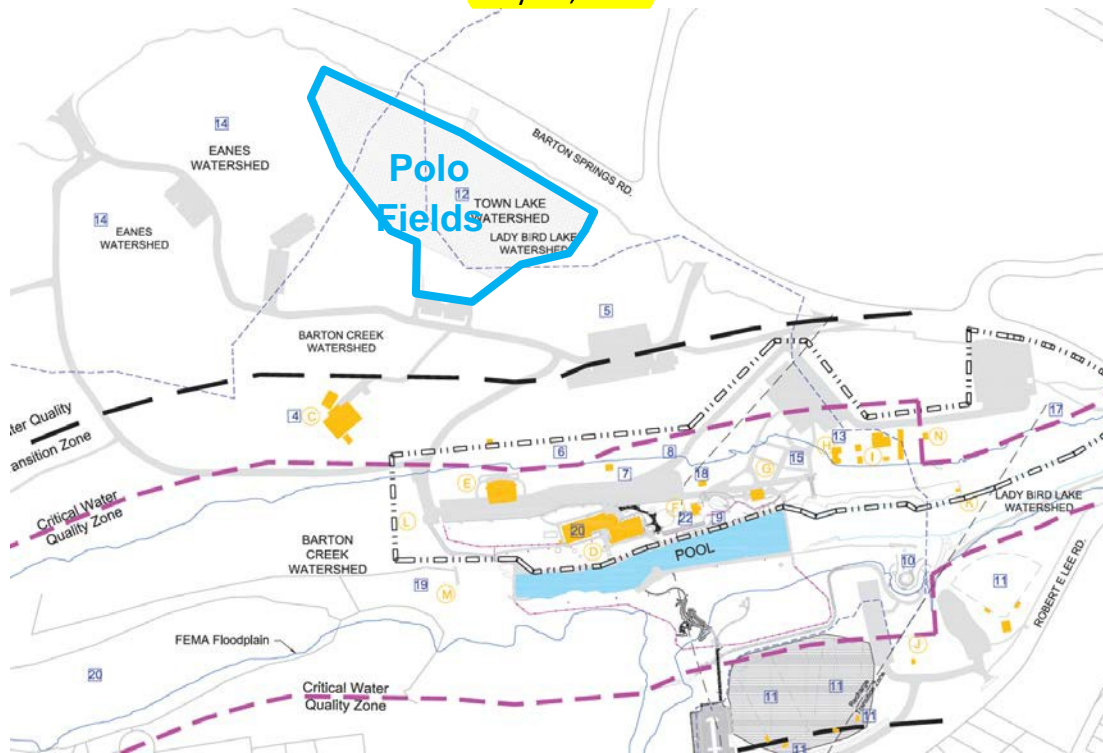 14
EANES
WATERSHED
BARTON SPRINGS RD.
Polo
Fields
12
TOWN LAKE
WATERSHED
LADY BIRD LAKE
WATERSHED
14
EANES
WATERSHED
5
BARTON CREEK
WATERSHED
4
C
Quality
Zone
17
N
13
H
I
6
8
7
18
15
G
E
Critical Water
Quality Zone
L
F
22
9
K
LADY BIRD LAKE
WATERSHED
20
D
POOL
BARTON
CREEK
WATERSHED
19
M
10
11
ROBERT E LEE RD.
FEMA Floodplain
J
20
Critical Water
Quality Zone
11
11
11